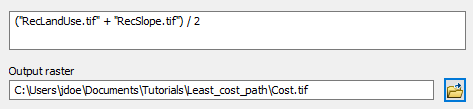 ("RecLandUse.tif" + "RecSlope.tif") / 2
Output raster
C:\Users\jdoe\Documents\Tutorials\Least_cost_path\Cost.tif